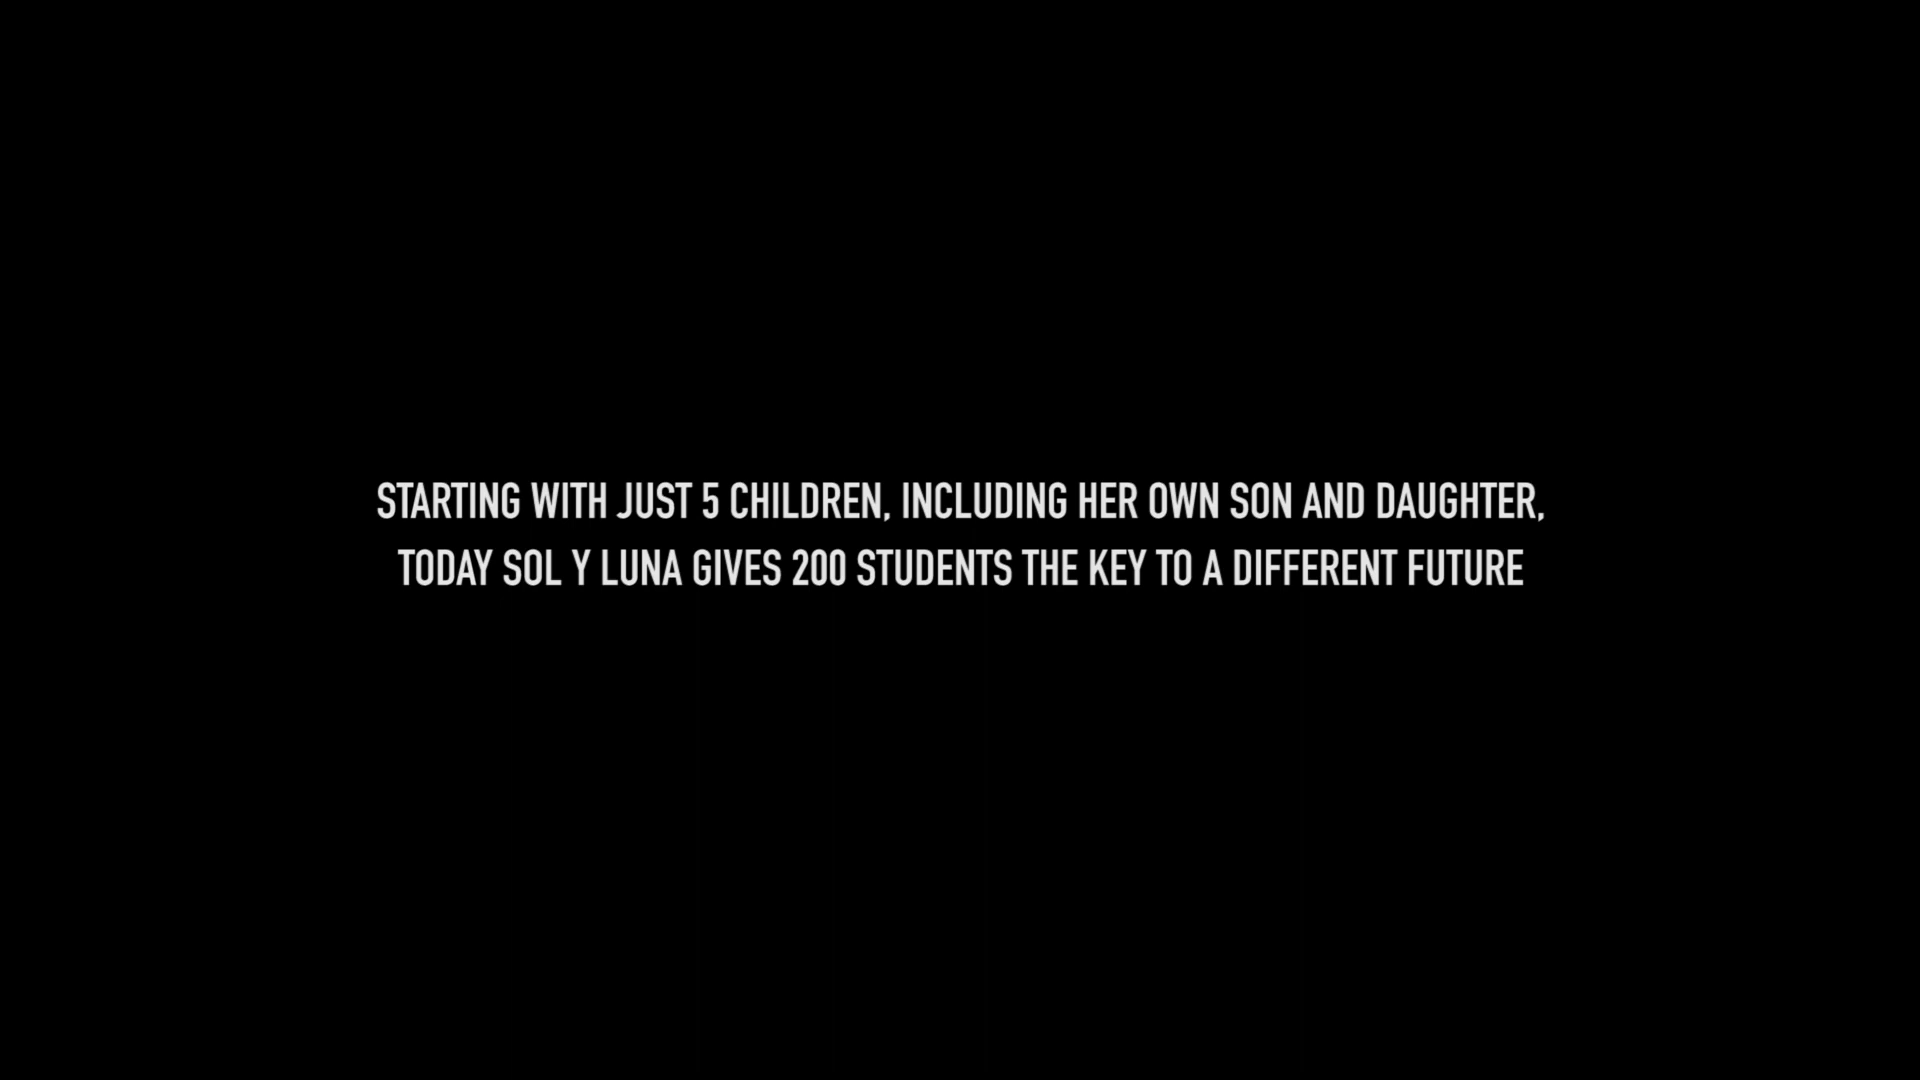 STARTING WITH JUST 5 CHILDREN, INCLUDING HER OWN SON AND DAUGHTER,
TODAY SOL Y LUNA GIVES 200 STUDENTS THE KEY TO A DIFFERENT FUTURE